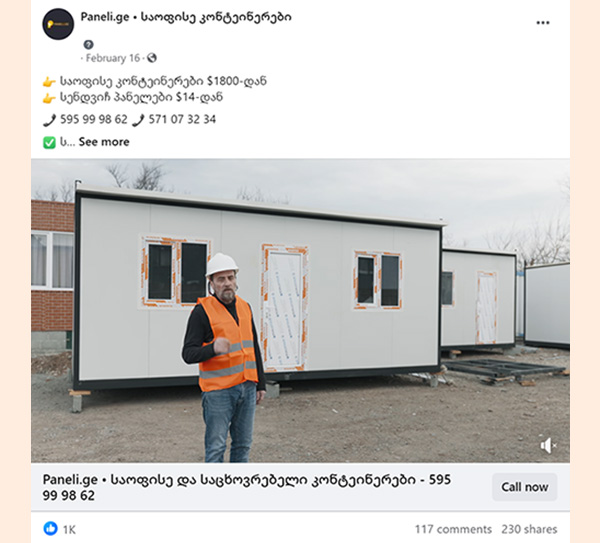 Paneli.ge • საოფისე კონტეინერები
· February 16 ·
👉 საოფისე კონტეინერები $1800-დან
👉 სენდვიჩ პანელები $14-დან
595 99 98 62 571 07 32 34
✅ ს... See more
Paneli.ge • საოფისე და საცხოვრებელი კონტეინერები - 595
99 98 62
Call now
1K
117 comments 230 shares